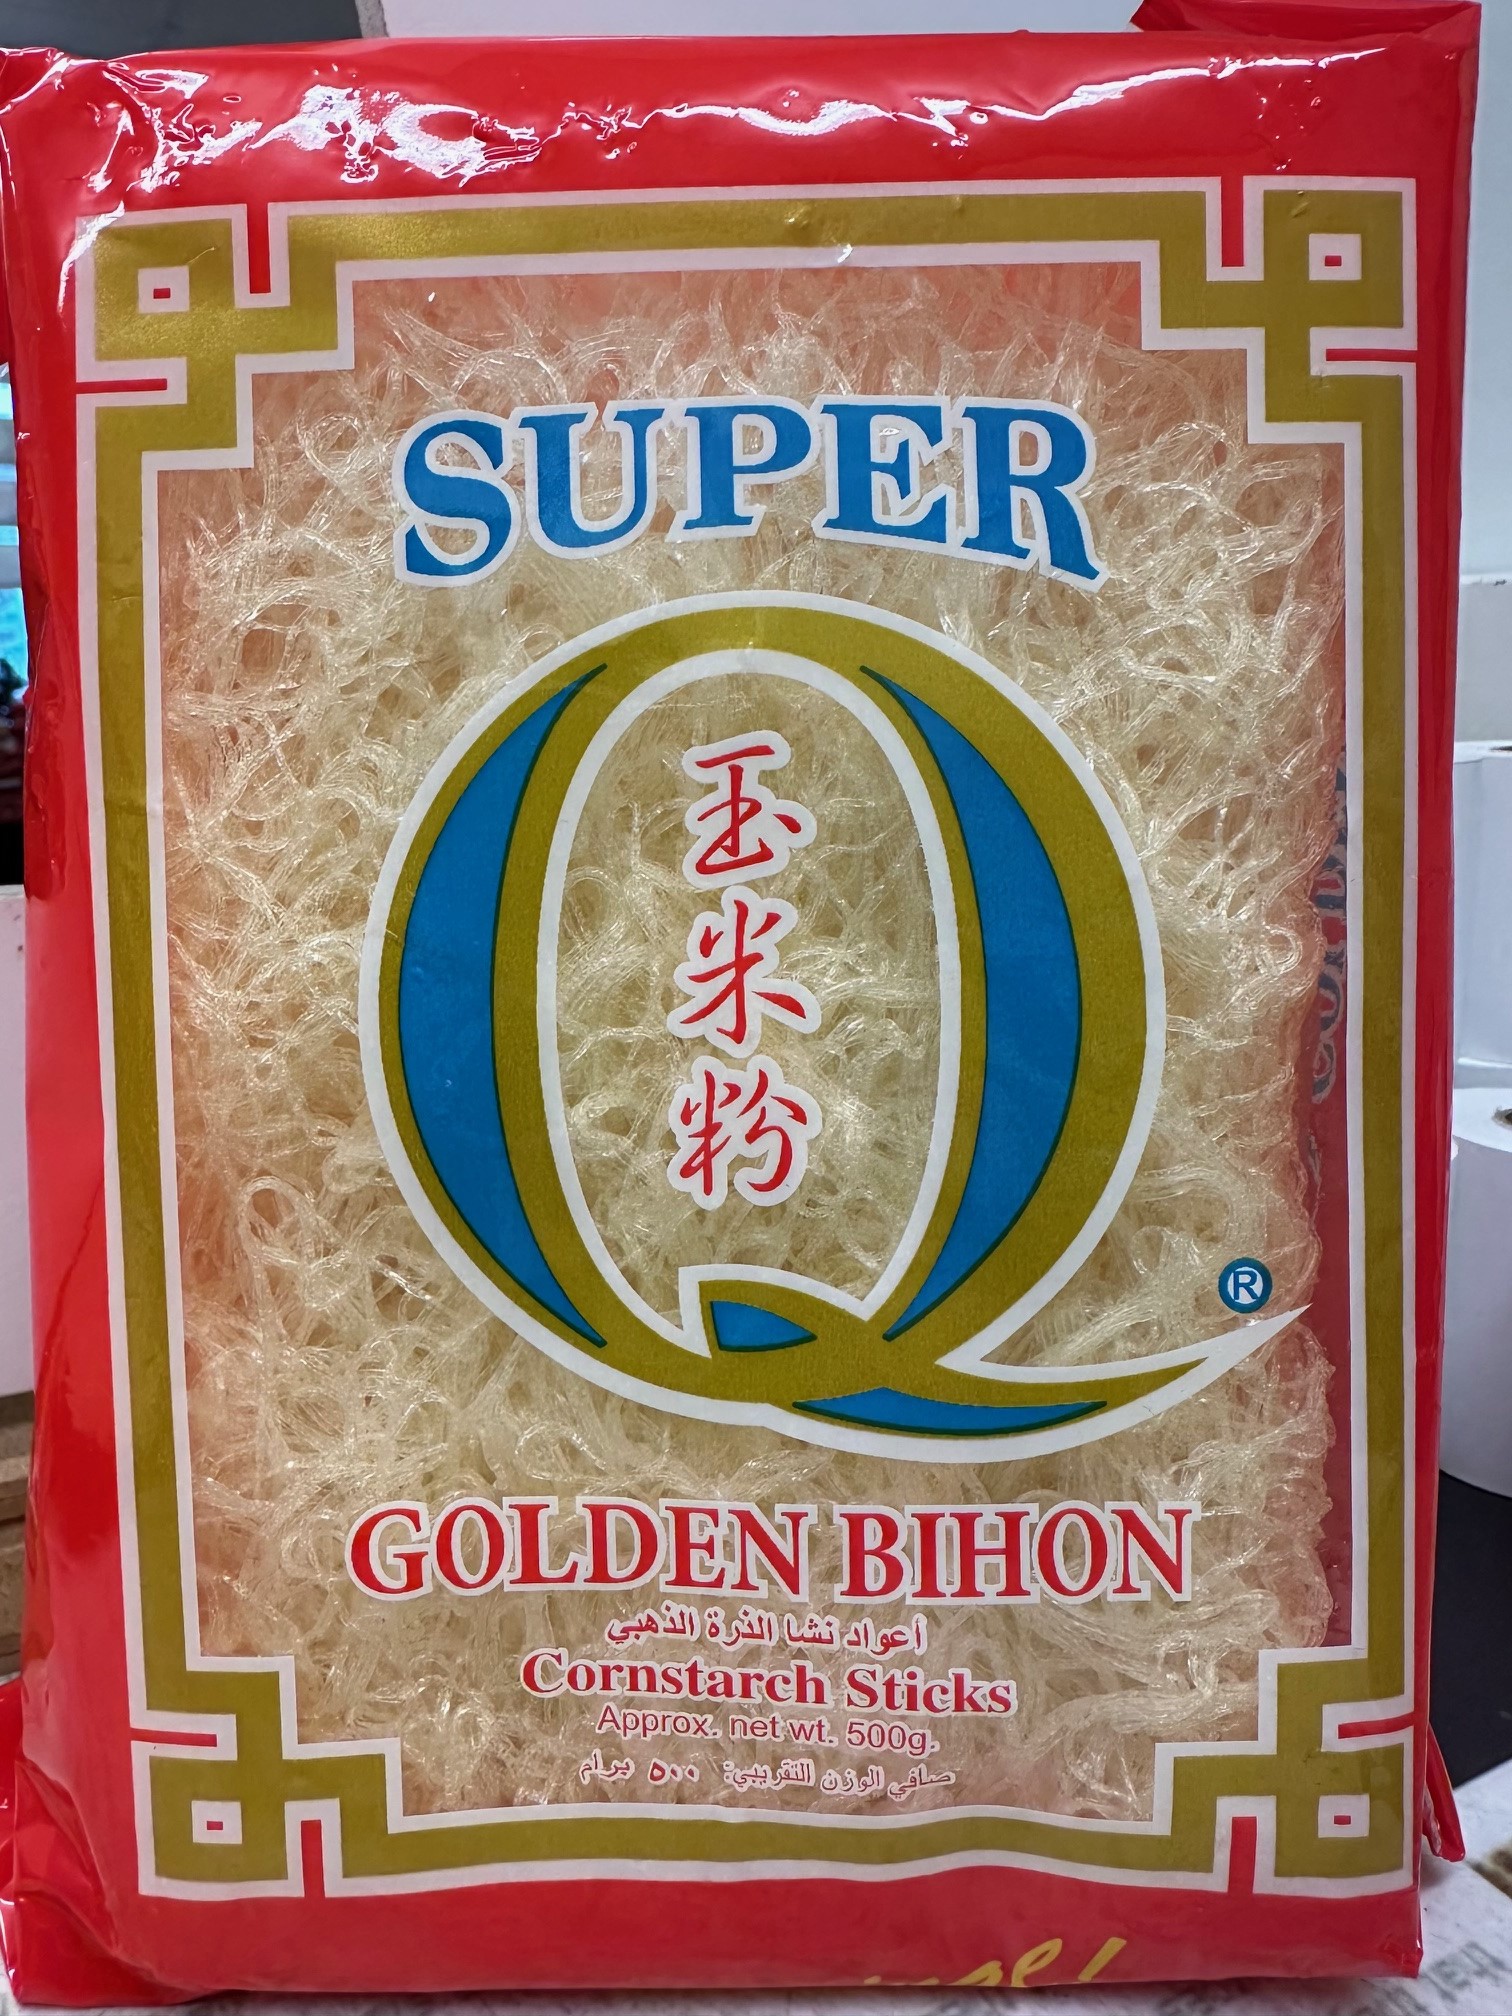 SUPER
Q
玉
米
粉
®
GOLDEN BIHON
أعواد نشا الذرة الذهبي
Cornstarch Sticks
Approx. net wt. 500g.
صافي الوزن التقريبي: ٥٠٠ برام